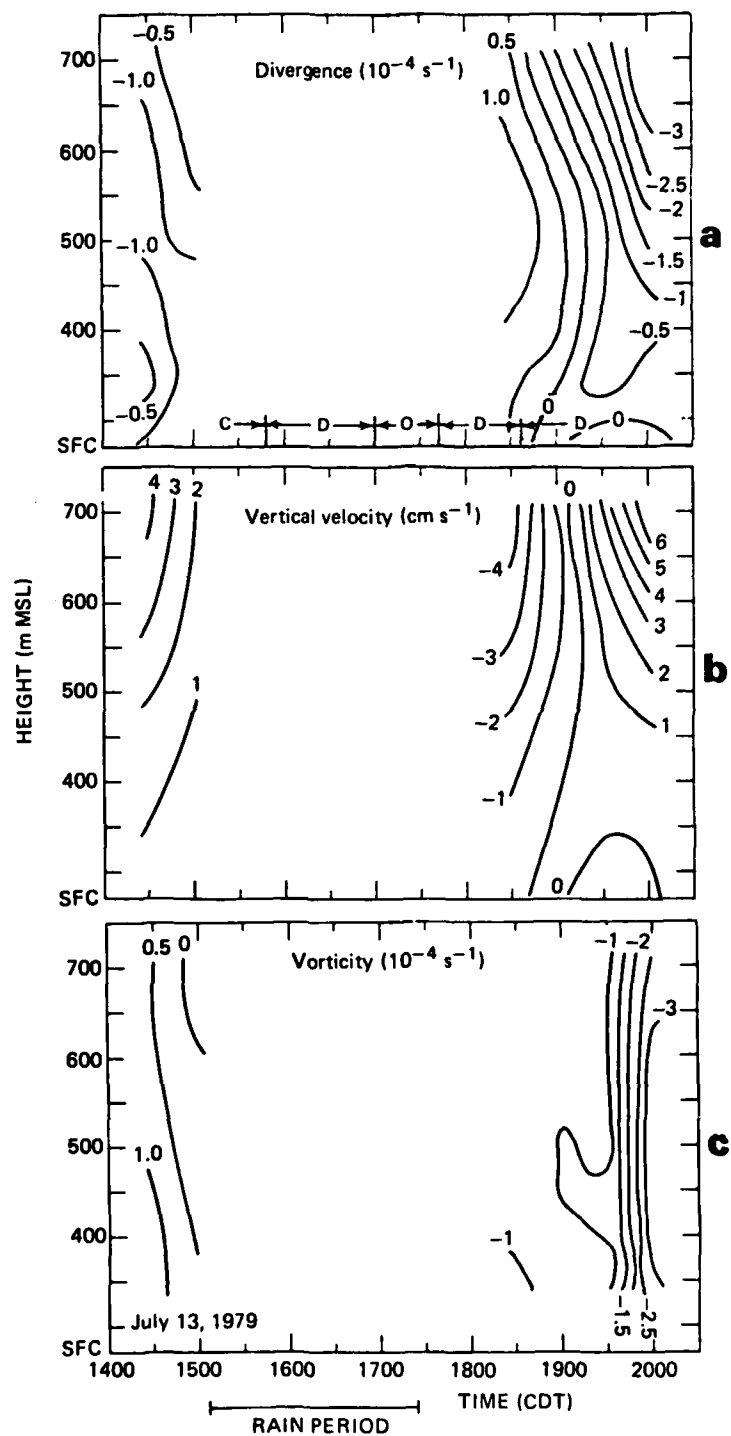 -0.5
0.5
700
Divergence (10⁻⁴ s⁻¹)
-1.0
1.0
-3
600
-2.5
-2
-1.0
500
-1.5
a
-1
400
-0.5
-0.5
0
0
C D O D D
SFC
4 3 2
0
700
Vertical velocity (cm s⁻¹)
6
-4
5
600
4
-3
3
2
b
1
500
-2
1
400
-1
0
SFC
HEIGHT (m MSL)
0.5 0
-1 -2
700
Vorticity (10⁻⁴ s⁻¹)
-3
600
1.0
500
c
400
-1
-1.5
-2.5
July 13, 1979
SFC
1400 1500 1600 1700 1800 1900 2000
TIME (CDT)
RAIN PERIOD